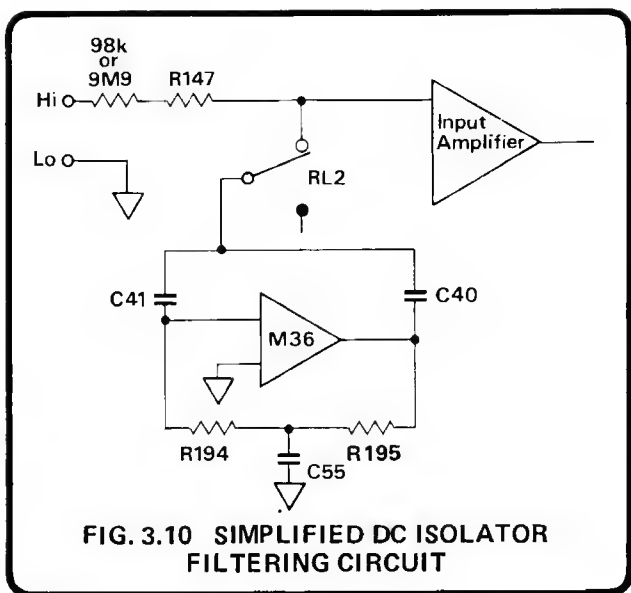 98k
or
9M9
R147
Hi
Input
Amplifier
Lo
RL2
C41
C40
M36
R194
R195
C55
FIG. 3.10 SIMPLIFIED DC ISOLATOR
FILTERING CIRCUIT